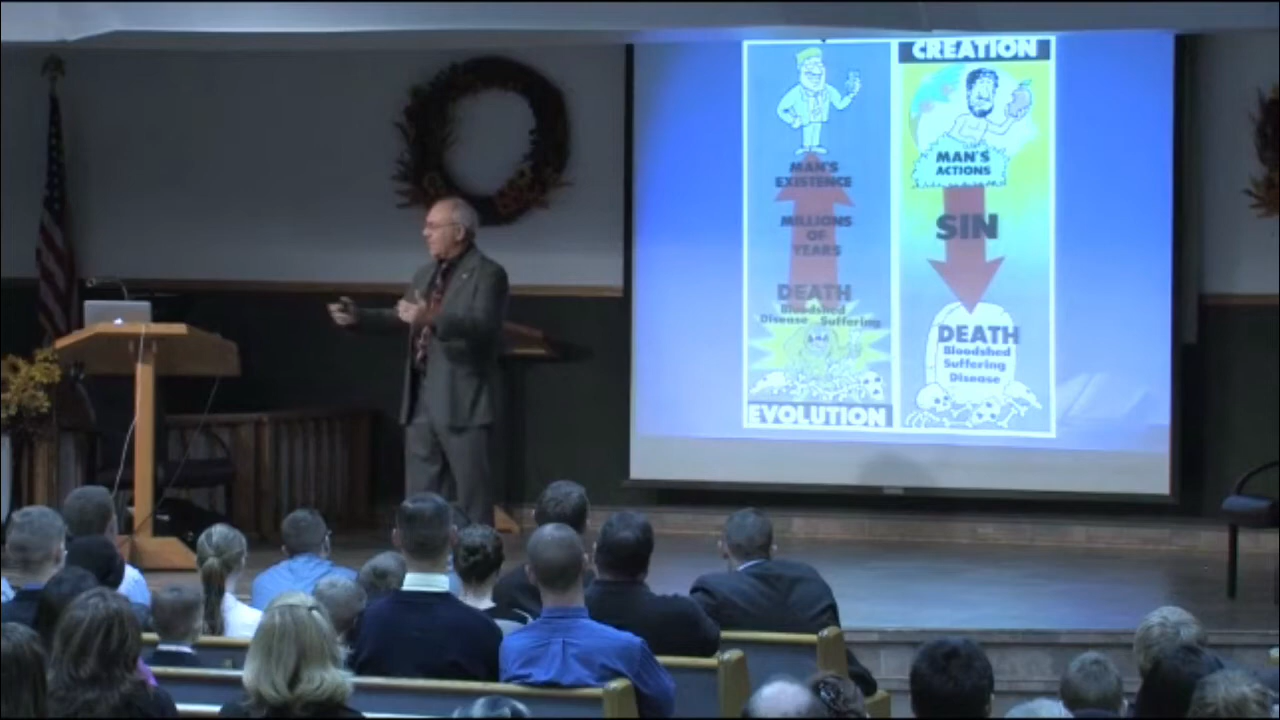 MAN'S
EXISTENCE
MILLIONS
OF
YEARS
DEATH
Bloodshed
Disease Suffering
EVOLUTION
CREATION
MAN'S
ACTIONS
SIN
DEATH
Bloodshed
Suffering
Disease